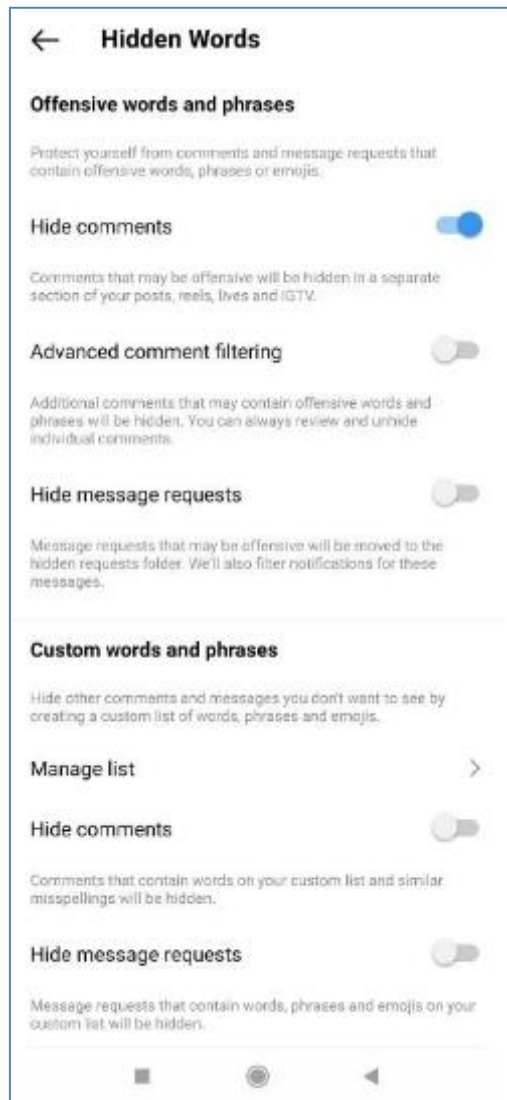 Hidden Words
Offensive words and phrases
Protect yourself from comments and message requests that
contain offensive words, phrases or emojis.
Hide comments
Comments that may be offensive will be hidden in a separate
section of your posts, reels, lives and IGTV.
Advanced comment filtering
Additional comments that may contain offensive words and
phrases will be hidden. You can always review and unhide
individual comments.
Hide message requests
Message requests that may be offensive will be moved to the
hidden requests folder. We'll also filter notifications for these
messages.
Custom words and phrases
Hide other comments and messages you don't want to see by
creating a custom list of words, phrases and emojis.
Manage list
Hide comments
Comments that contain words on your custom list and similar
misspellings will be hidden.
Hide message requests
Message requests that contain words, phrases and emojis on your
custom list will be hidden.